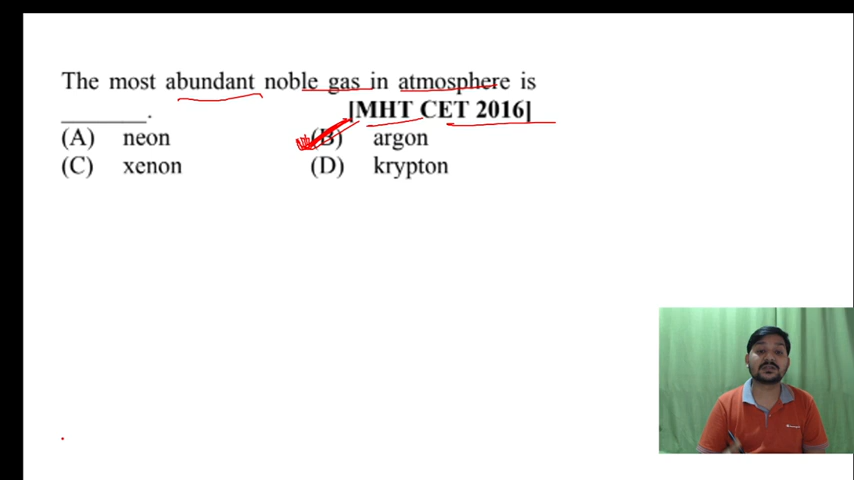 The most abundant noble gas in atmosphere is
________. [MHT CET 2016]
(A) neon (B) argon
(C) xenon (D) krypton